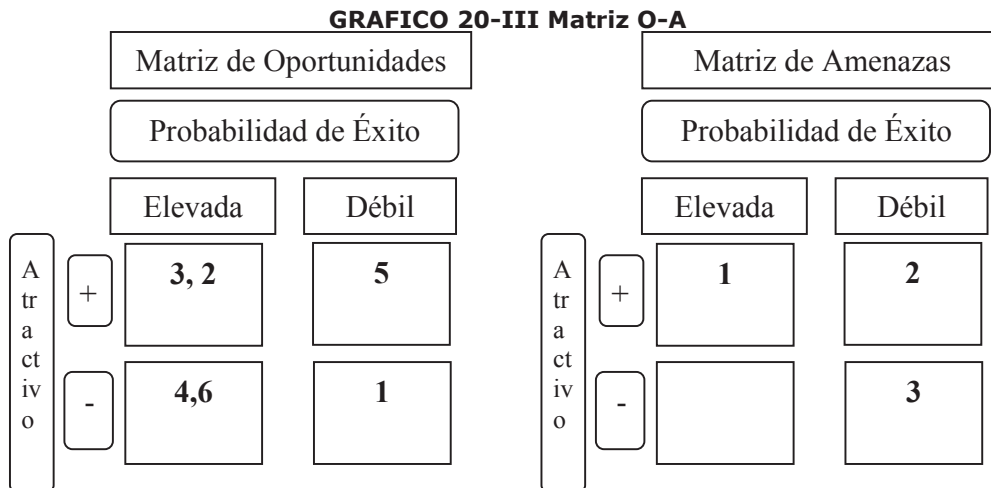 GRAFICO 20-III Matriz O-A
Matriz de Oportunidades
Probabilidad de Éxito
Elevada Débil
A
tr
a
ct
iv
o
+ 3, 2 5
- 4,6 1
Matriz de Amenazas
Probabilidad de Éxito
Elevada Débil
A
tr
a
ct
iv
o
+ 1 2
- 3